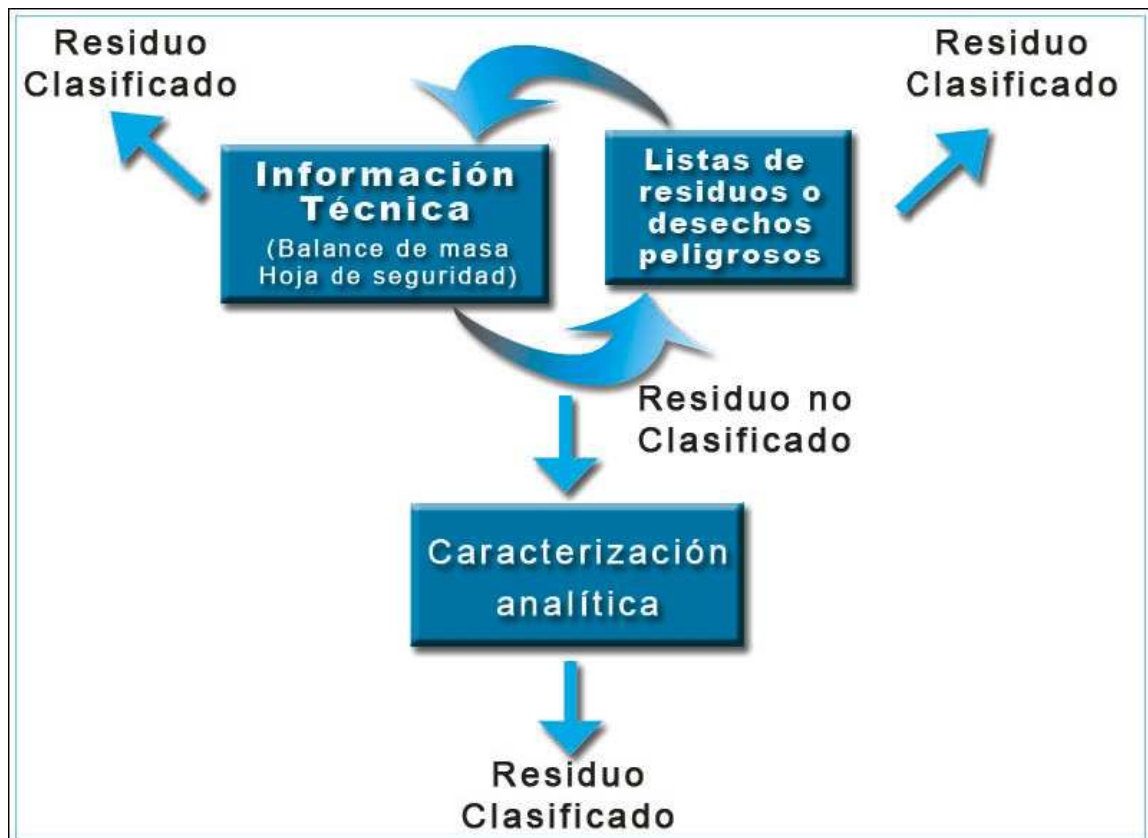 Residuo
Clasificado
Residuo
Clasificado
Información
Técnica
(Balance de masa
Hoja de seguridad)
Listas de
residuos o
desechos
peligrosos
Residuo no
Clasificado
Caracterización
analítica
Residuo
Clasificado